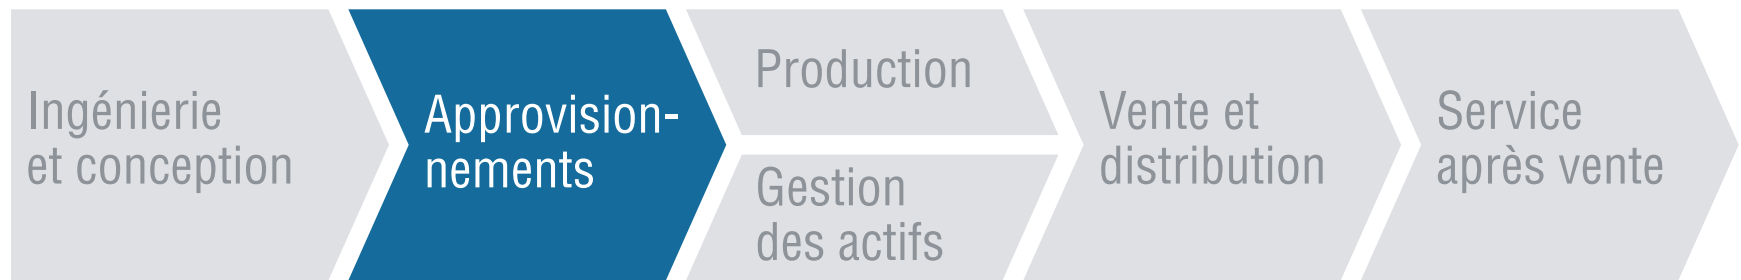 Ingénierie
et conception
Approvision-
nements
Production
Gestion
des actifs
Vente et
distribution
Service
après vente